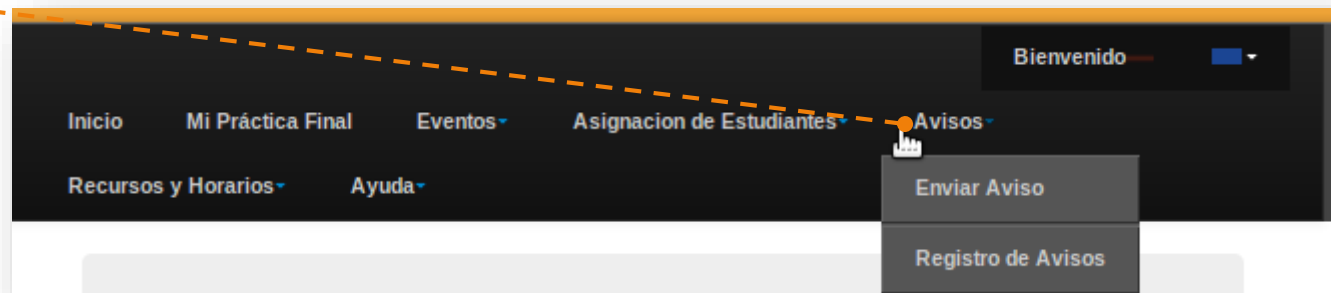 Bienvenido
Inicio Mi Práctica Final Eventos Asignacion de Estudiantes Avisos
Recursos y Horarios Ayuda
Enviar Aviso
Registro de Avisos